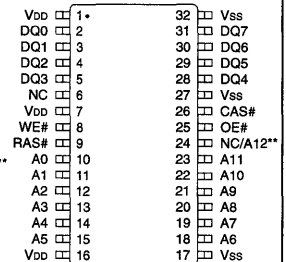 VDD 1 32 VSS
DQ0 2 31 DQ7
DQ1 3 30 DQ6
DQ2 4 29 DQ5
DQ3 5 28 DQ4
NC 6 27 VSS
VDD 7 26 CAS#
WE# 8 25 OE#
RAS# 9 24 NC/A12**
** A0 10 23 A11
A1 11 22 A10
A2 12 21 A9
A3 13 20 A8
A4 14 19 A7
A5 15 18 A6
VDD 16 17 VSS